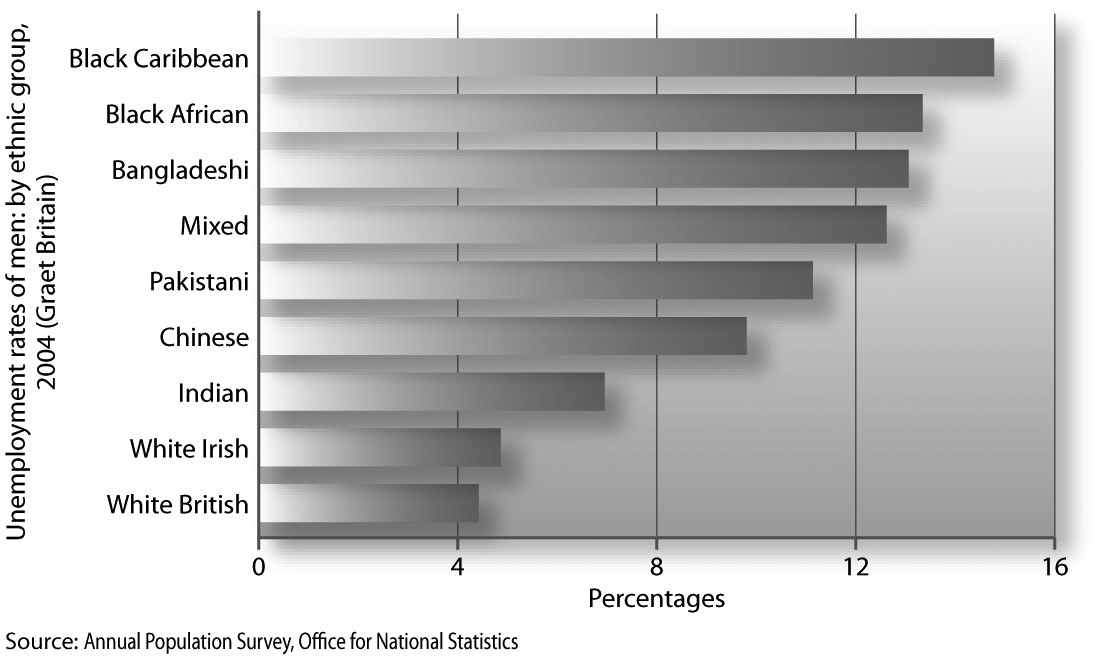 Unemployment rates of men: by ethnic group,
2004 (Graet Britain)
Black Caribbean
Black African
Bangladeshi
Mixed
Pakistani
Chinese
Indian
White Irish
White British
0 4 8 12 16
Percentages
Source: Annual Population Survey, Office for National Statistics